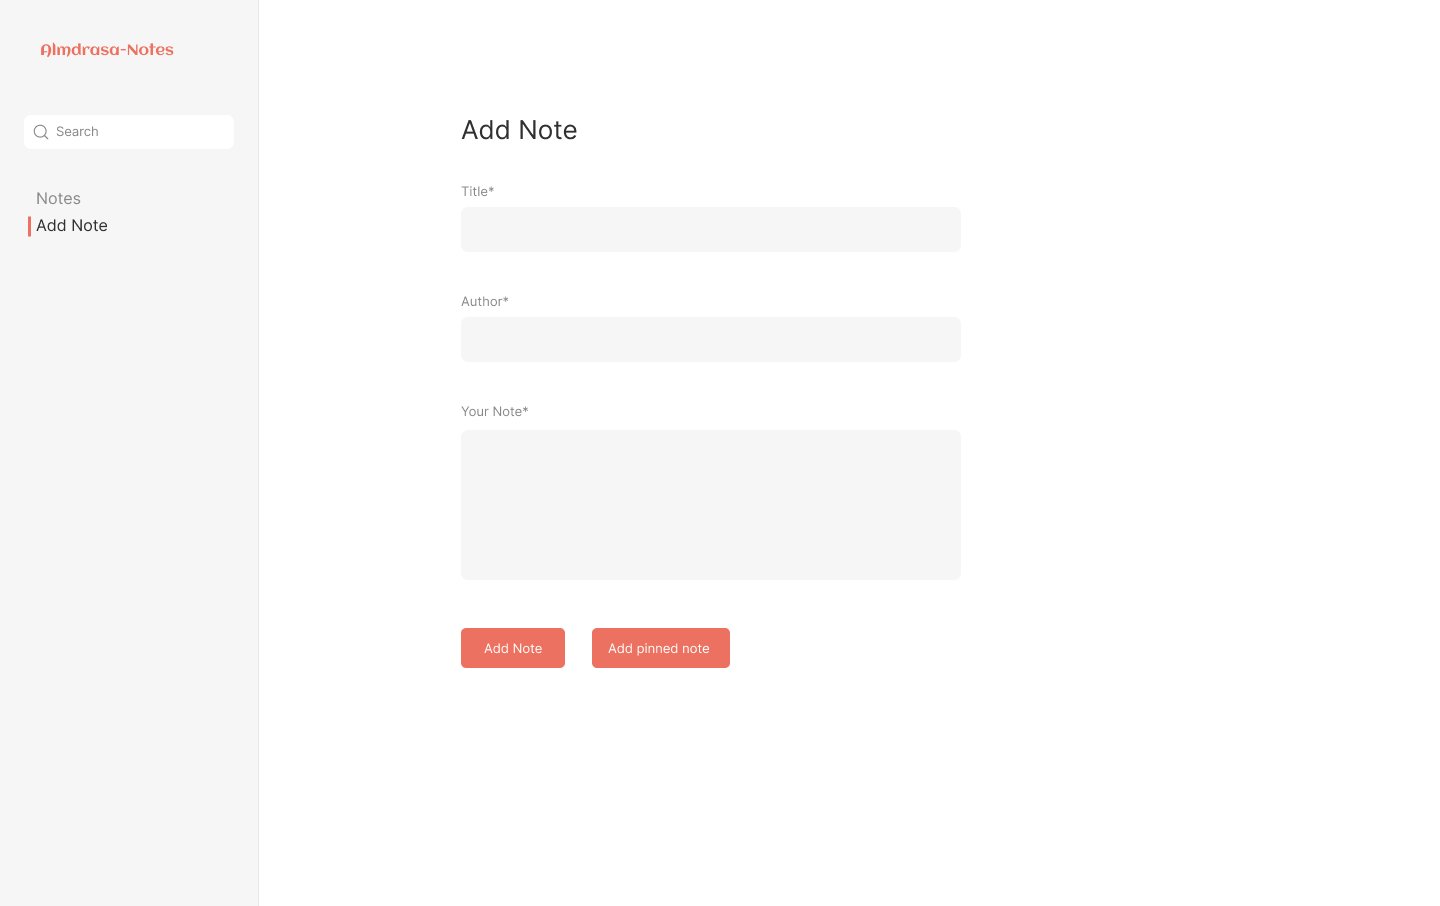 Almdrasa-Notes
Search
Notes
Add Note
Add Note
Title*
Author*
Your Note*
Add Note
Add pinned note